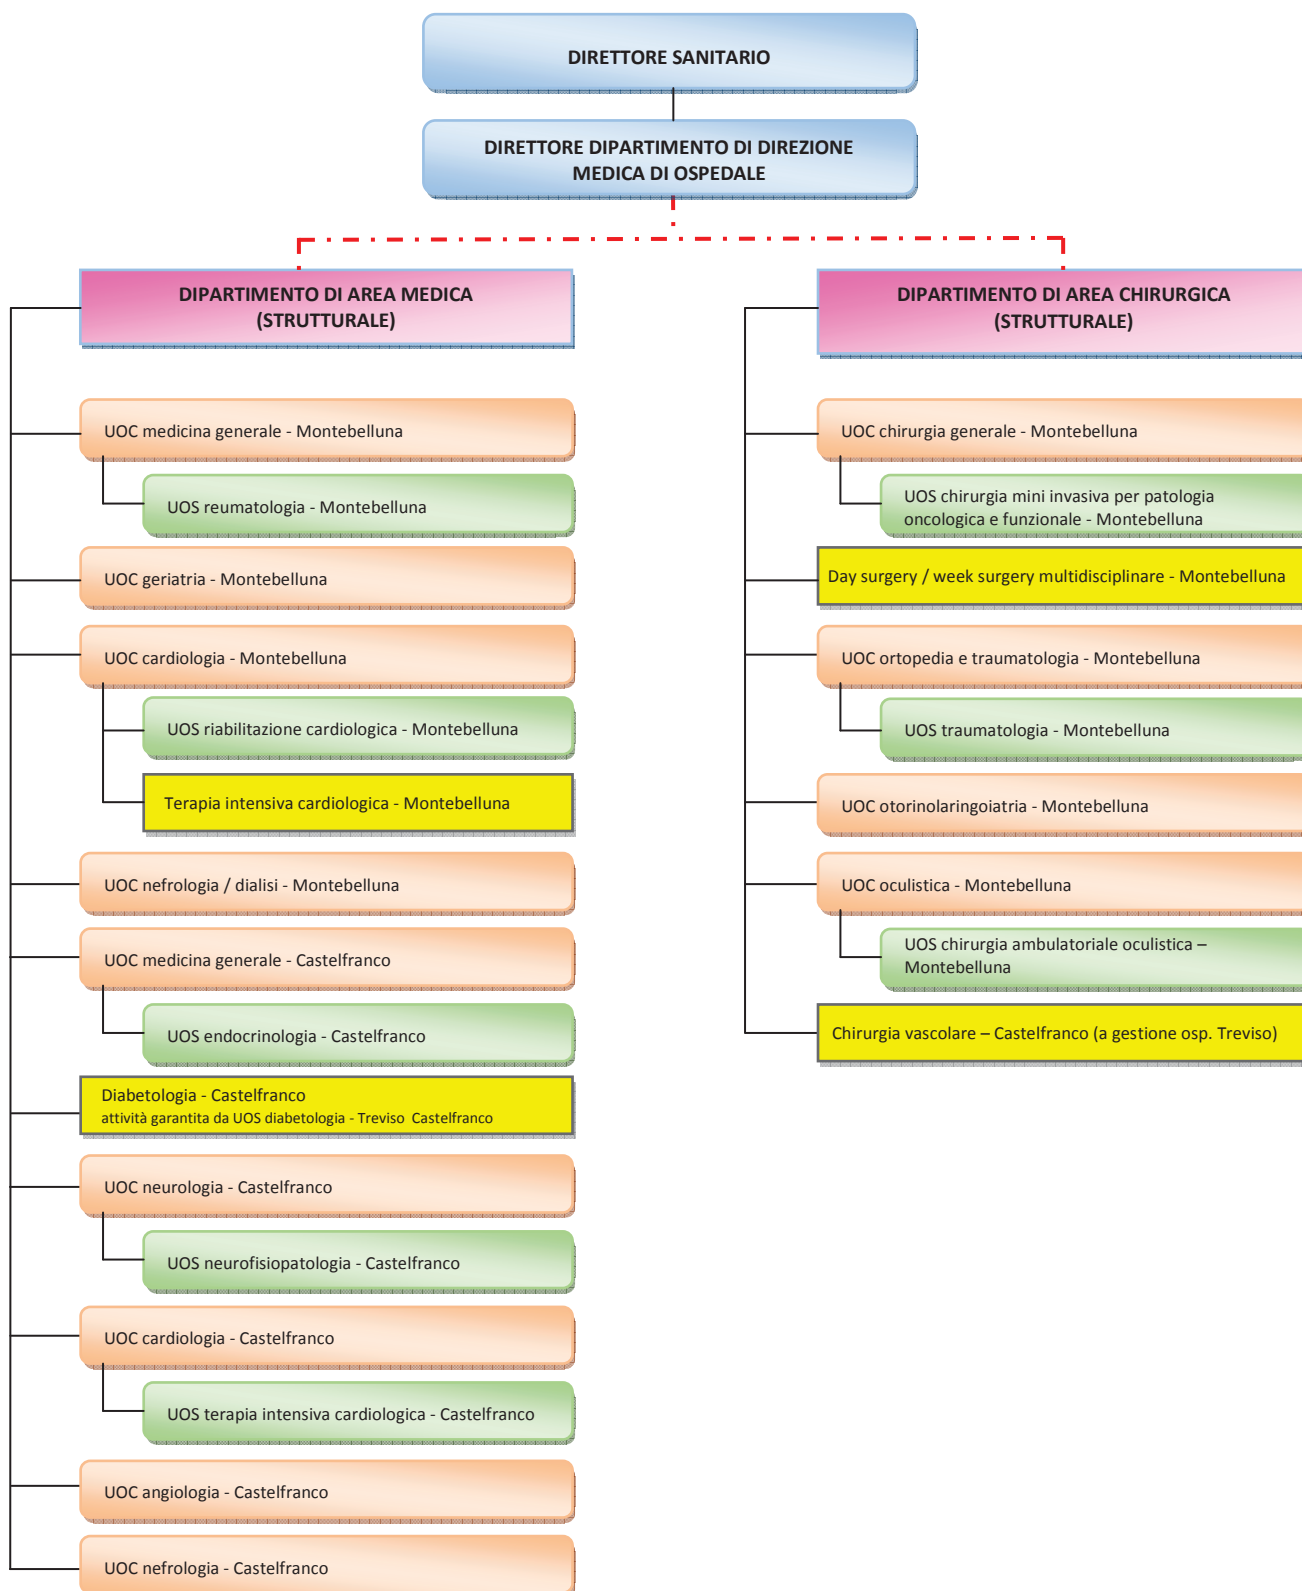 DIRETTORE SANITARIO
DIRETTORE DIPARTIMENTO DI DIREZIONE
MEDICA DI OSPEDALE
DIPARTIMENTO DI AREA MEDICA
(STRUTTURALE)
UOC medicina generale - Montebelluna
UOS reumatologia - Montebelluna
UOC geriatria - Montebelluna
UOC cardiologia - Montebelluna
UOS riabilitazione cardiologica - Montebelluna
Terapia intensiva cardiologica - Montebelluna
UOC nefrologia / dialisi - Montebelluna
UOC medicina generale - Castelfranco
UOS endocrinologia - Castelfranco
Diabetologia - Castelfranco
attività garantita da UOS diabetologia - Treviso Castelfranco
UOC neurologia - Castelfranco
UOS neurofisiopatologia - Castelfranco
UOC cardiologia - Castelfranco
UOS terapia intensiva cardiologica - Castelfranco
UOC angiologia - Castelfranco
UOC nefrologia - Castelfranco
DIPARTIMENTO DI AREA CHIRURGICA
(STRUTTURALE)
UOC chirurgia generale - Montebelluna
UOS chirurgia mini invasiva per patologia
oncologica e funzionale - Montebelluna
Day surgery / week surgery multidisciplinare - Montebelluna
UOC ortopedia e traumatologia - Montebelluna
UOS traumatologia - Montebelluna
UOC otorinolaringoiatria - Montebelluna
UOC oculistica - Montebelluna
UOS chirurgia ambulatoriale oculistica –
Montebelluna
Chirurgia vascolare – Castelfranco (a gestione osp. Treviso)